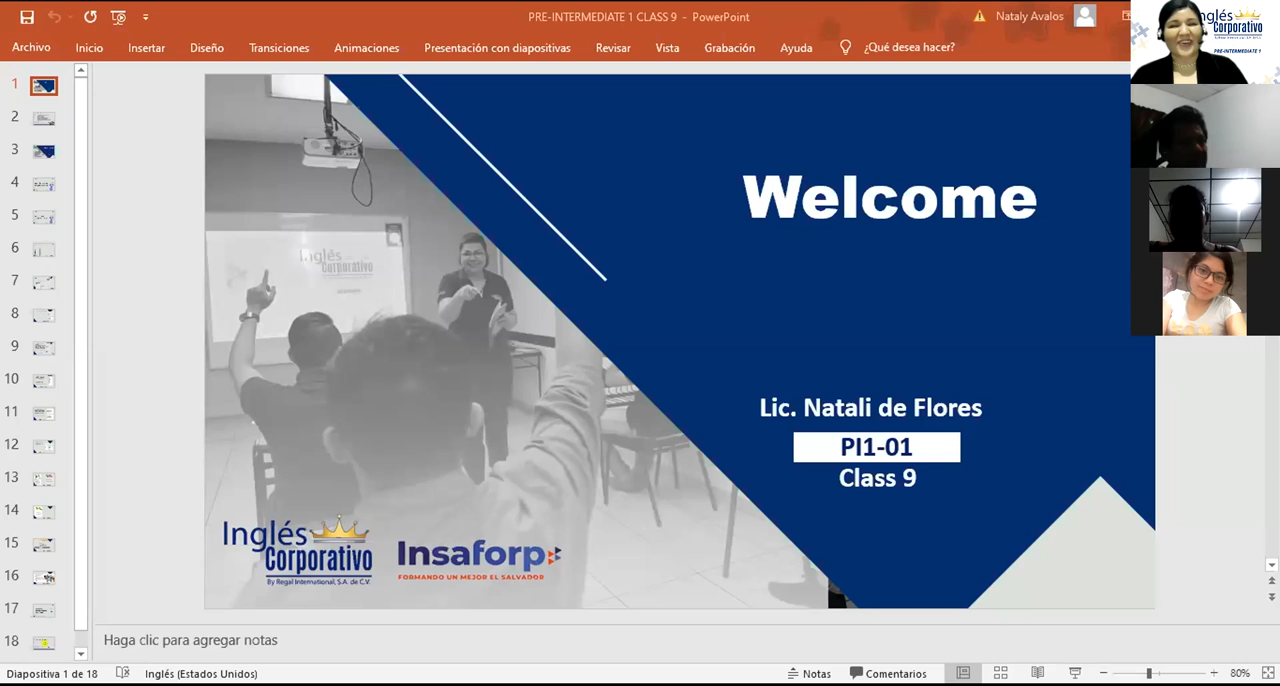 PRE-INTERMEDIATE 1 CLASS 9 - PowerPoint
Nataly Avalos
Archivo Inicio Insertar Diseño Transiciones Animaciones Presentación con diapositivas Revisar Vista Grabación Ayuda ¿Qué desea hacer?
Inglés
Corporativo
PRE-INTERMEDIATE 1
1
2
3
4
5
6
7
8
9
10
11
12
13
14
15
16
17
18
Inglés
Corporativo
Welcome
Lic. Natali de Flores
PI1-01
Class 9
Inglés
Corporativo
By Regal International, S.A. de C.V.
Insaforp
FORMANDO UN MEJOR EL SALVADOR
Haga clic para agregar notas
Diapositiva 1 de 18 Inglés (Estados Unidos) Notas Comentarios 80%